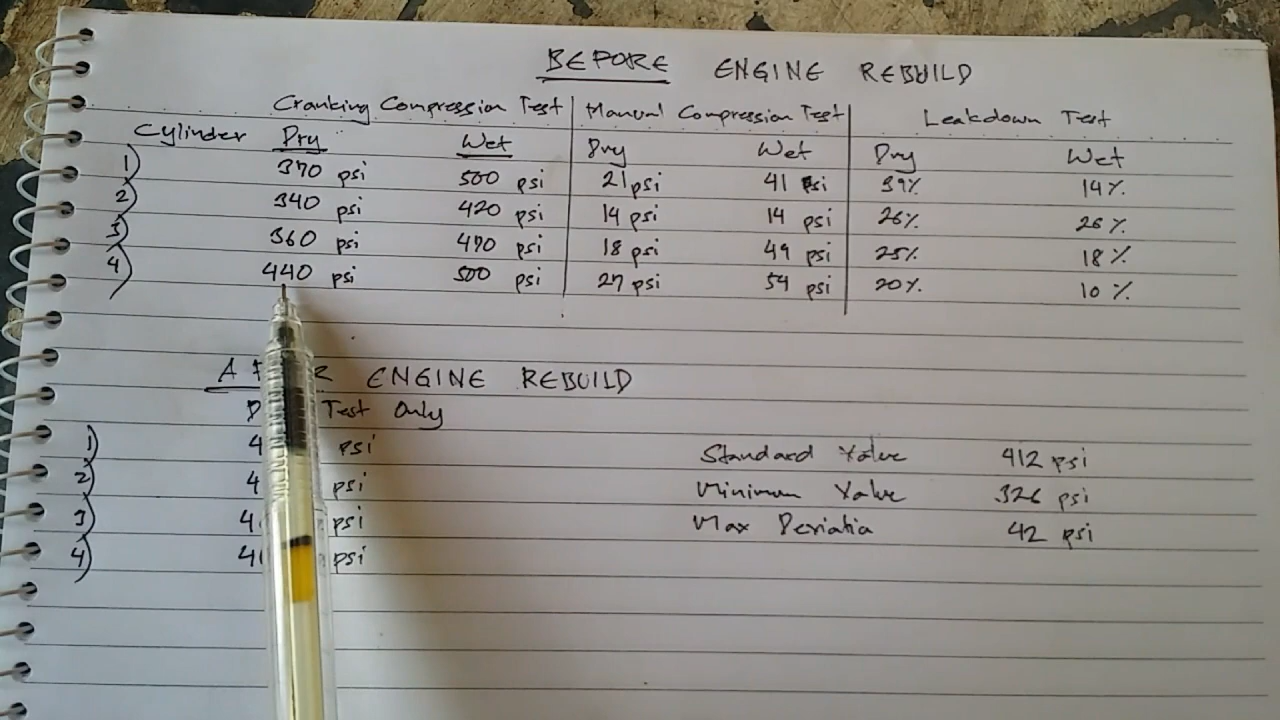 BEFORE ENGINE REBUILD
Cranking Compression Test Manual Compression Test Leakdown Test
Cylinder Dry Wet Dry Wet Dry Wet
1) 370 psi 500 psi 21 psi 41 psi 39% 14%
2) 340 psi 420 psi 14 psi 14 psi 26% 26%
3) 360 psi 470 psi 18 psi 49 psi 25% 18%
4) 440 psi 500 psi 27 psi 54 psi 20% 10%
ENGINE REBUILD
Test Only
1) psi Standard Value 412 psi
2) psi Minimum Value 326 psi
3) psi Max Deviatia 42 psi
4) psi